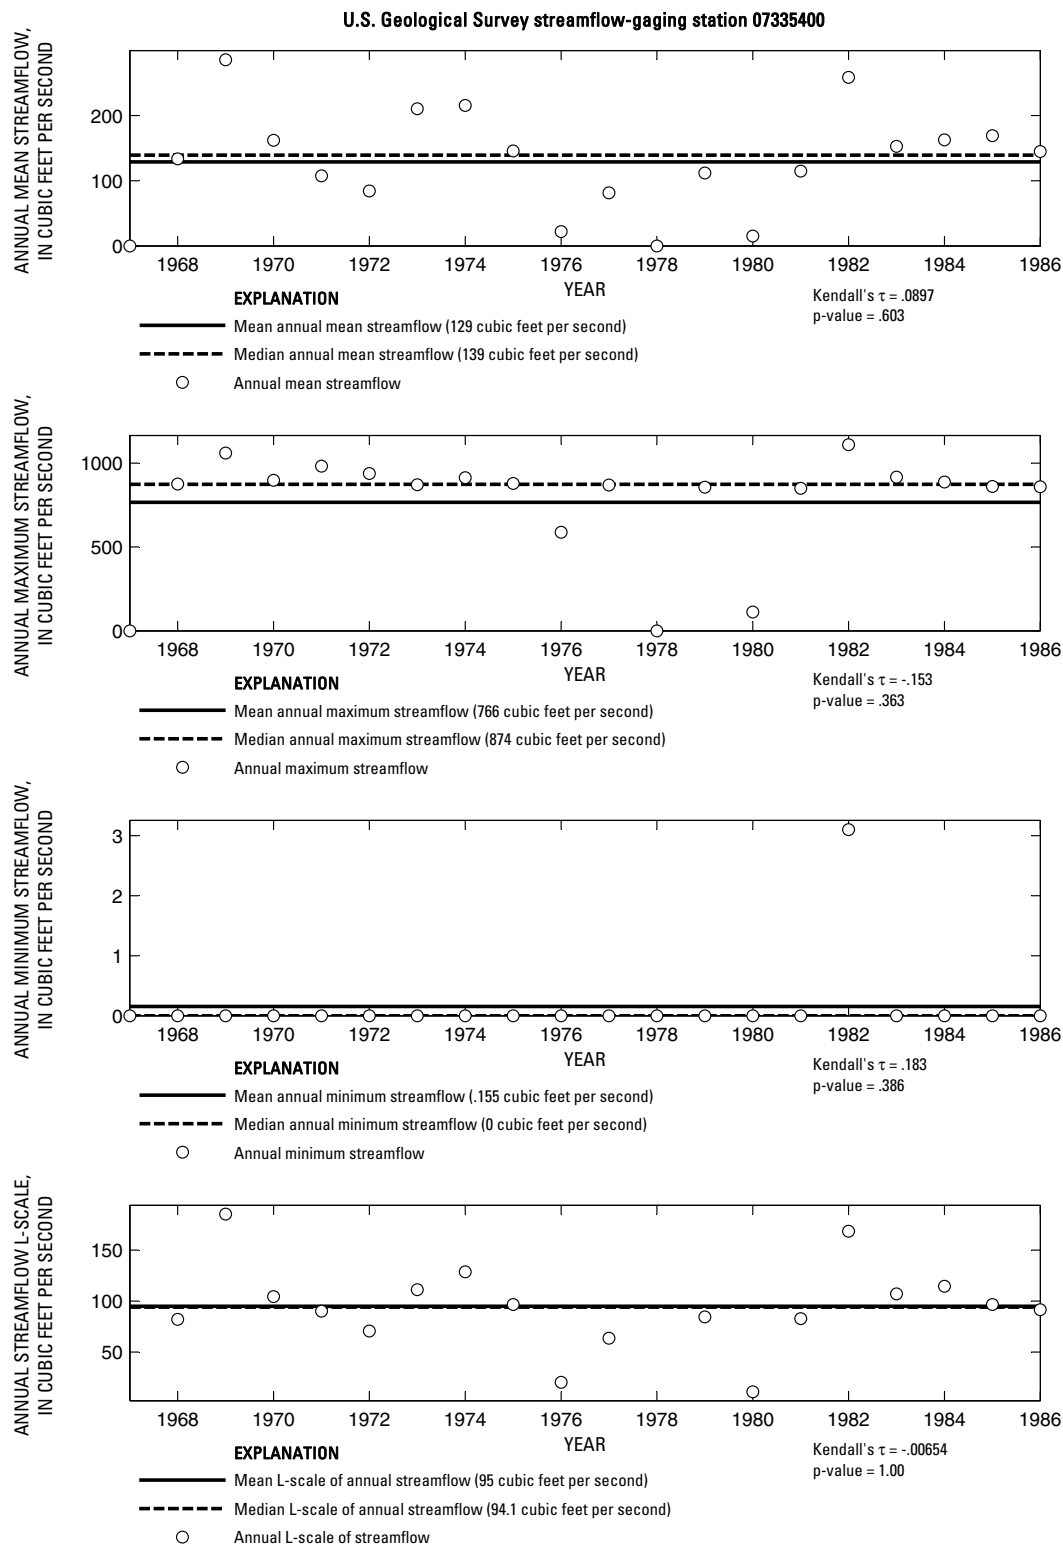 U.S. Geological Survey streamflow-gaging station 07335400
ANNUAL MEAN STREAMFLOW,
IN CUBIC FEET PER SECOND
200
100
0
1968 1970 1972 1974 1976 1978 1980 1982 1984 1986
YEAR
Kendall's τ = .0897
p-value = .603
EXPLANATION
Mean annual mean streamflow (129 cubic feet per second)
Median annual mean streamflow (139 cubic feet per second)
Annual mean streamflow
ANNUAL MAXIMUM STREAMFLOW,
IN CUBIC FEET PER SECOND
1000
500
0
1968 1970 1972 1974 1976 1978 1980 1982 1984 1986
YEAR
Kendall's τ = -.153
p-value = .363
EXPLANATION
Mean annual maximum streamflow (766 cubic feet per second)
Median annual maximum streamflow (874 cubic feet per second)
Annual maximum streamflow
ANNUAL MINIMUM STREAMFLOW,
IN CUBIC FEET PER SECOND
3
2
1
0
1968 1970 1972 1974 1976 1978 1980 1982 1984 1986
YEAR
Kendall's τ = .183
p-value = .386
EXPLANATION
Mean annual minimum streamflow (.155 cubic feet per second)
Median annual minimum streamflow (0 cubic feet per second)
Annual minimum streamflow
ANNUAL STREAMFLOW L-SCALE,
IN CUBIC FEET PER SECOND
150
100
50
1968 1970 1972 1974 1976 1978 1980 1982 1984 1986
YEAR
Kendall's τ = -.00654
p-value = 1.00
EXPLANATION
Mean L-scale of annual streamflow (95 cubic feet per second)
Median L-scale of annual streamflow (94.1 cubic feet per second)
Annual L-scale of streamflow